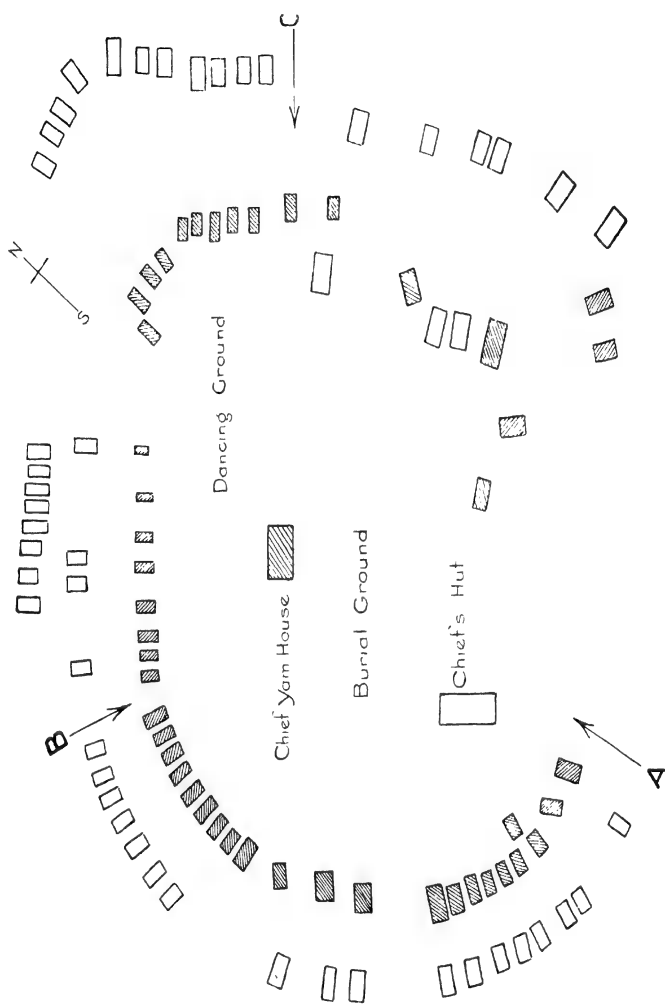 C
N
S
Dancing Ground
Chief Yam House
Burial Ground
Chief's Hut
B
A